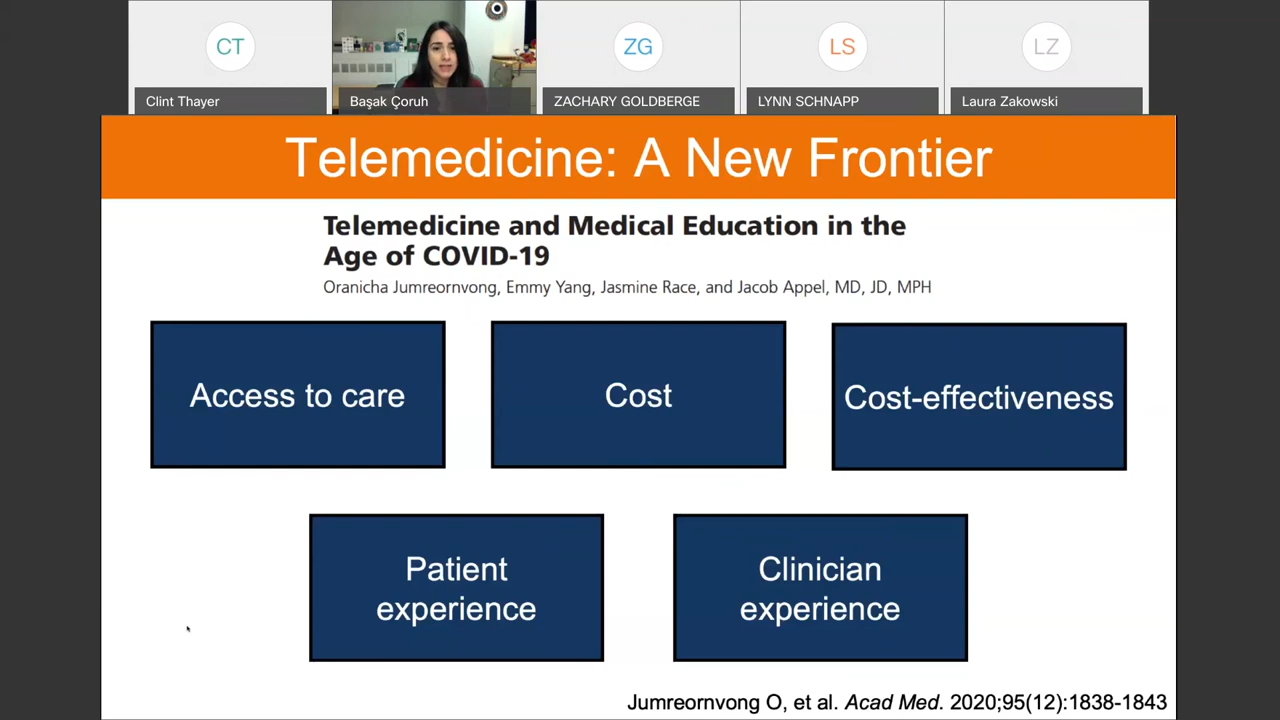 CT
ZG
LS
LZ
Clint Thayer
Başak Çoruh
ZACHARY GOLDBERGE
LYNN SCHNAPP
Laura Zakowski
Telemedicine: A New Frontier
Telemedicine and Medical Education in the
Age of COVID-19
Oranicha Jumreornvong, Emmy Yang, Jasmine Race, and Jacob Appel, MD, JD, MPH
Access to care
Cost
Cost-effectiveness
Patient
experience
Clinician
experience
Jumreornvong O, et al. Acad Med. 2020;95(12):1838-1843